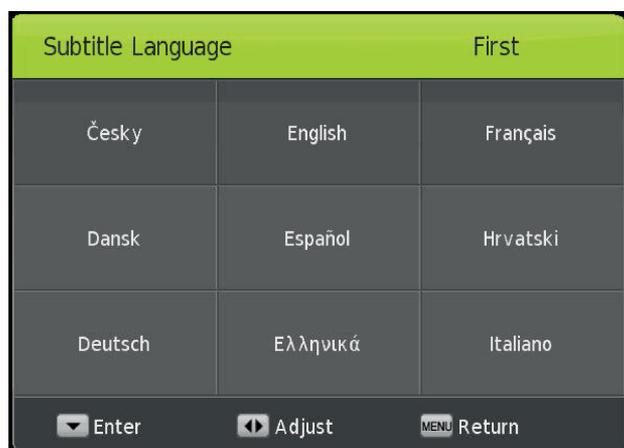 Subtitle Language First
Česky English Français
Dansk Español Hrvatski
Deutsch Ελληνικά Italiano
Enter Adjust MENU Return